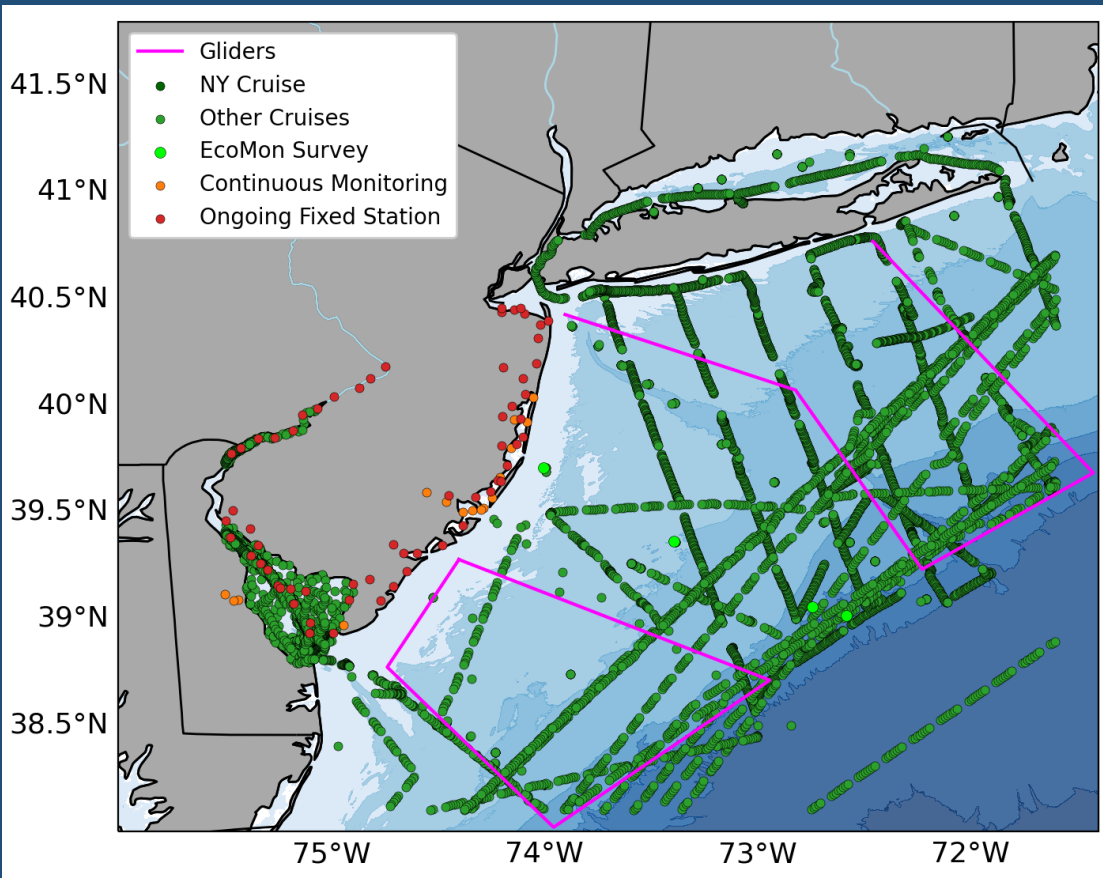 Gliders
NY Cruise
Other Cruises
EcoMon Survey
Continuous Monitoring
Ongoing Fixed Station
41.5°N
41°N
40.5°N
40°N
39.5°N
39°N
38.5°N
75°W 74°W 73°W 72°W